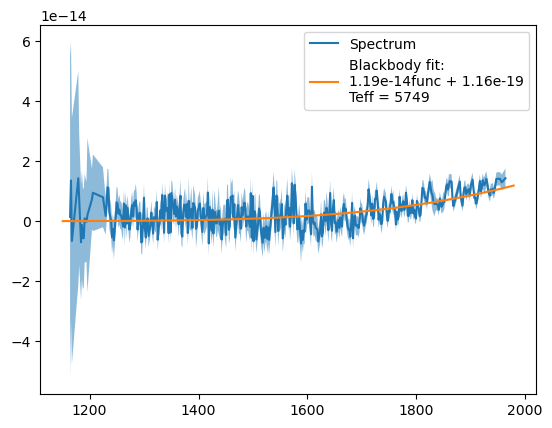 1e−14
Spectrum
Blackbody fit:
1.19e-14func + 1.16e-19
Teff = 5749
6
4
2
0
−2
−4
1200
1400
1600
1800
2000